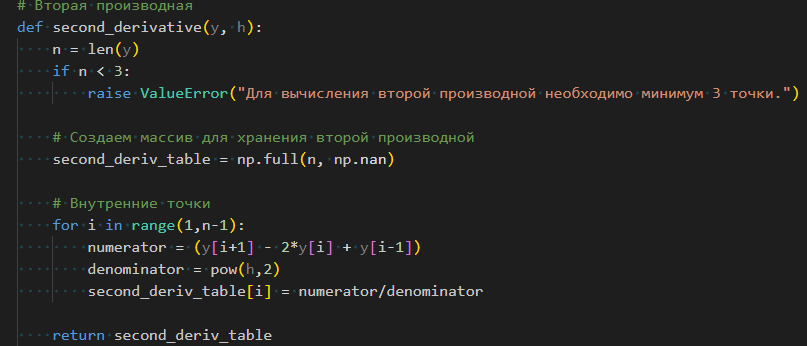 # Вторая производная
def second_derivative(y, h):
    n = len(y)
    if n < 3:
        raise ValueError("Для вычисления второй производной необходимо минимум 3 точки.")

    # Создаем массив для хранения второй производной
    second_deriv_table = np.full(n, np.nan)

    # Внутренние точки
    for i in range(1,n-1):
        numerator = (y[i+1] - 2*y[i] + y[i-1])
        denominator = pow(h,2)
        second_deriv_table[i] = numerator/denominator

    return second_deriv_table